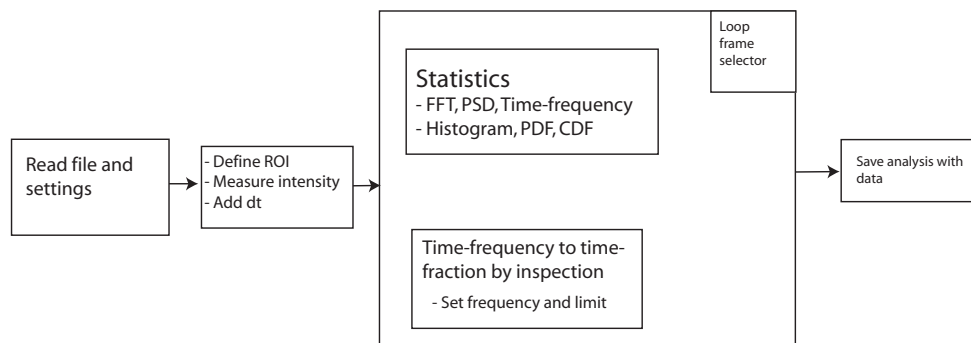 Read file and
settings
- Define ROI
- Measure intensity
- Add dt
Statistics
- FFT, PSD, Time-frequency
- Histogram, PDF, CDF
Time-frequency to time-
fraction by inspection
- Set frequency and limit
Loop
frame
selector
Save analysis with
data